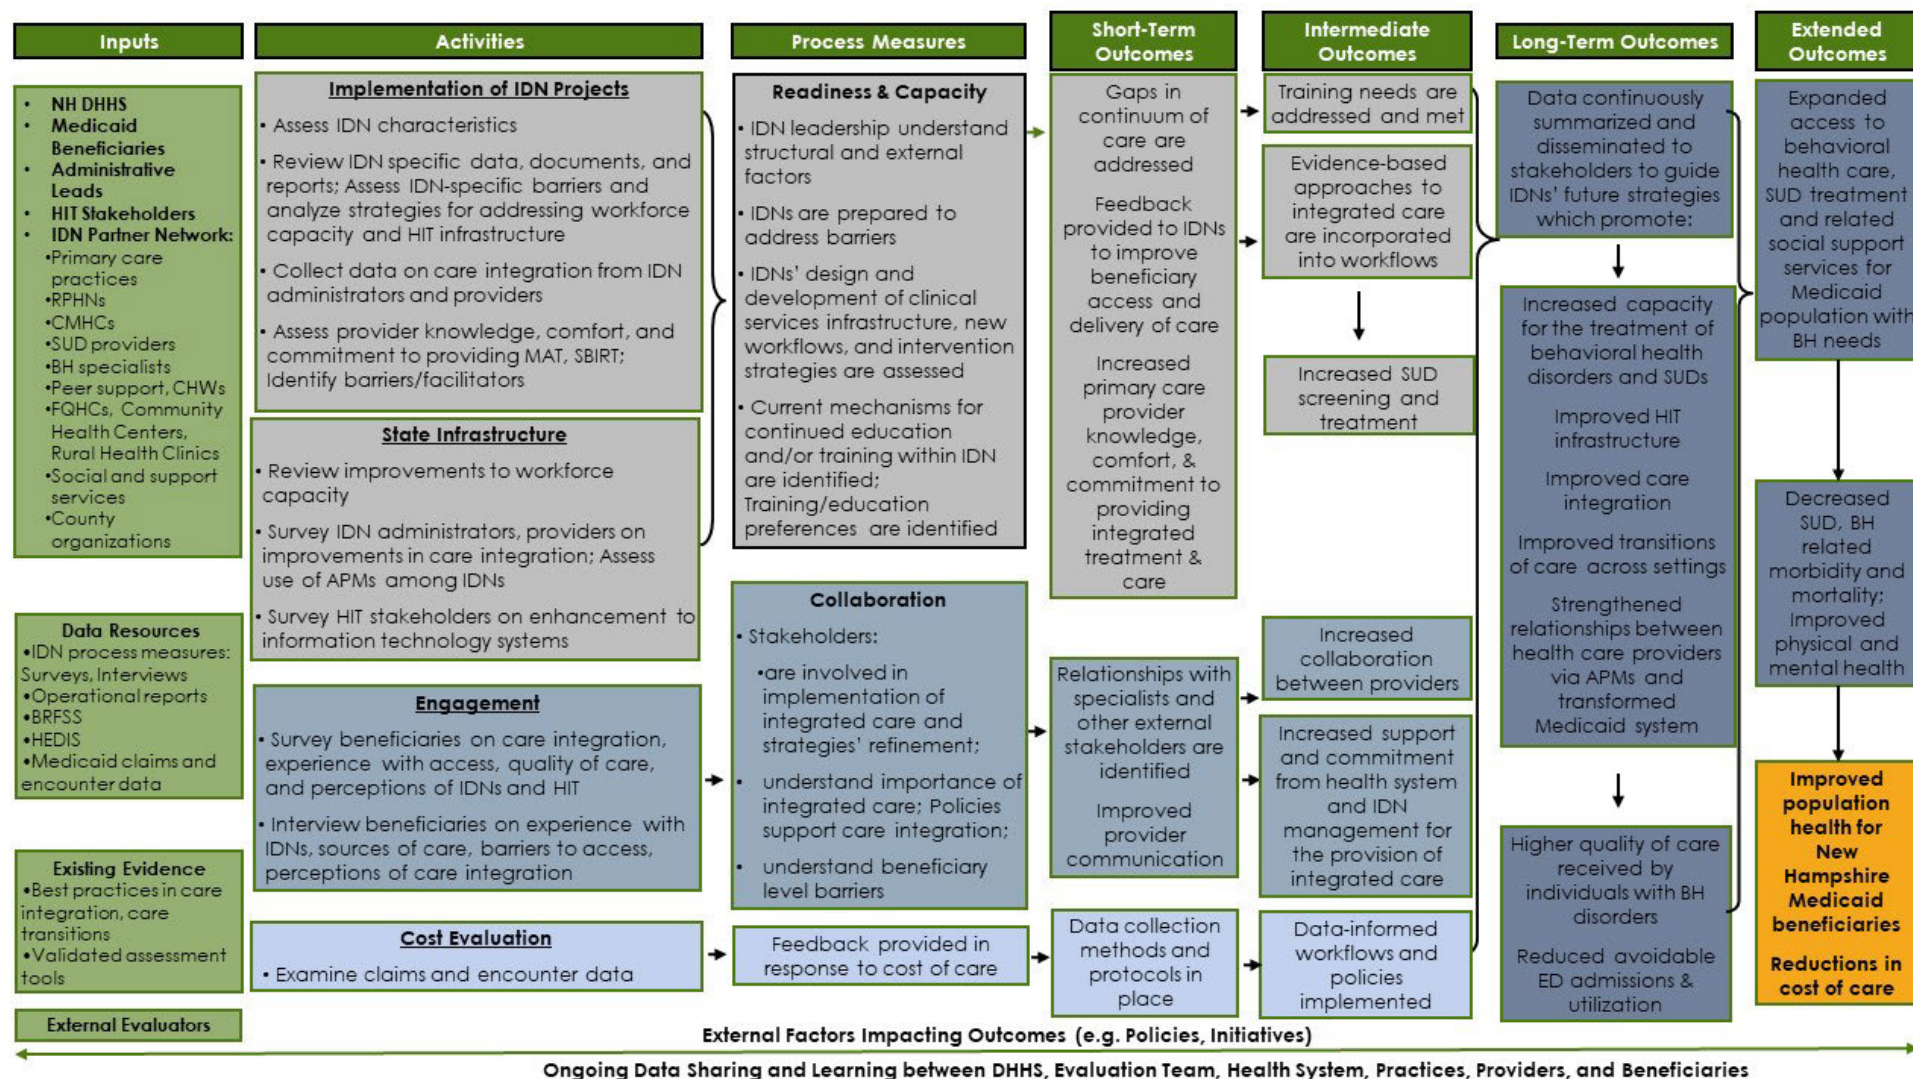 Inputs
Activities
Process Measures
Short-Term
Outcomes
Intermediate
Outcomes
Long-Term Outcomes
Extended
Outcomes
• NH DHHS
• Medicaid
Beneficiaries
• Administrative
Leads
• HIT Stakeholders
• IDN Partner Network:
•Primary care
practices
•RPHNs
•CMHCs
•SUD providers
•BH specialists
•Peer support, CHWs
•FQHCs, Community
Health Centers,
Rural Health Clinics
•Social and support
services
•County
organizations
Data Resources
•IDN process measures:
Surveys, Interviews
•Operational reports
•BRFSS
•HEDIS
•Medicaid claims and
encounter data
Existing Evidence
•Best practices in care
integration, care
transitions
•Validated assessment
tools
External Evaluators
Implementation of IDN Projects
• Assess IDN characteristics
• Review IDN specific data, documents, and
reports; Assess IDN-specific barriers and
analyze strategies for addressing workforce
capacity and HIT infrastructure
• Collect data on care integration from IDN
administrators and providers
• Assess provider knowledge, comfort, and
commitment to providing MAT, SBIRT;
Identify barriers/facilitators
State Infrastructure
• Review improvements to workforce
capacity
• Survey IDN administrators, providers on
improvements in care integration; Assess
use of APMs among IDNs
• Survey HIT stakeholders on enhancement to
information technology systems
Engagement
• Survey beneficiaries on care integration,
experience with access, quality of care,
and perceptions of IDNs and HIT
• Interview beneficiaries on experience with
IDNs, sources of care, barriers to access,
perceptions of care integration
Cost Evaluation
• Examine claims and encounter data
Readiness & Capacity
• IDN leadership understand
structural and external
factors
• IDNs are prepared to
address barriers
• IDNs' design and
development of clinical
services infrastructure, new
workflows, and intervention
strategies are assessed
• Current mechanisms for
continued education
and/or training within IDN
are identified;
Training/education
preferences are identified
Collaboration
• Stakeholders:
•are involved in
implementation of
integrated care and
strategies' refinement;
• understand importance of
integrated care; Policies
support care integration;
• understand beneficiary
level barriers
Feedback provided in
response to cost of care
Gaps in
continuum of
care are
addressed
Feedback
provided to IDNs
to improve
beneficiary
access and
delivery of care
Increased
primary care
provider
knowledge,
comfort, &
commitment to
providing
integrated
treatment &
care
Relationships with
specialists and
other external
stakeholders are
identified
Improved
provider
communication
Data collection
methods and
protocols in
place
Training needs are
addressed and met
Evidence-based
approaches to
integrated care
are incorporated
into workflows
Increased SUD
screening and
treatment
Increased
collaboration
between providers
Increased support
and commitment
from health system
and IDN
management for
the provision of
integrated care
Data-informed
workflows and
policies
implemented
Data continuously
summarized and
disseminated to
stakeholders to guide
IDNs' future strategies
which promote:
Increased capacity
for the treatment of
behavioral health
disorders and SUDs
Improved HIT
infrastructure
Improved care
integration
Improved transitions
of care across settings
Strengthened
relationships between
health care providers
via APMs and
transformed
Medicaid system
Higher quality of care
received by
individuals with BH
disorders
Reduced avoidable
ED admissions &
utilization
Expanded
access to
behavioral
health care,
SUD treatment
and related
social support
services for
Medicaid
population with
BH needs
Decreased
SUD, BH
related
morbidity and
mortality;
Improved
physical and
mental health
Improved
population
health for
New
Hampshire
Medicaid
beneficiaries
Reductions in
cost of care
External Factors Impacting Outcomes (e.g. Policies, Initiatives)
Ongoing Data Sharing and Learning between DHHS, Evaluation Team, Health System, Practices, Providers, and Beneficiaries